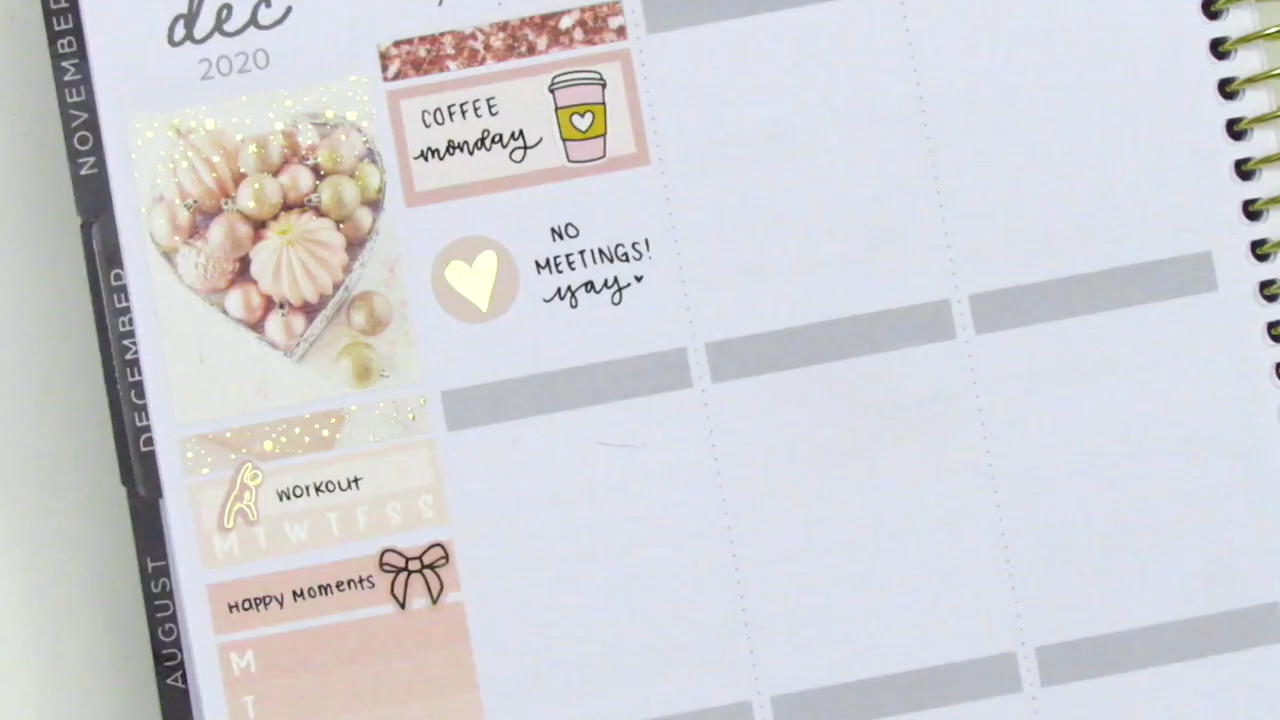 dec
2020
COFFEE
monday
NO
MEETINGS!
yay
workout
M T W T F S S
Happy Moments
M
T
NOVEMBER
DECEMBER
AUGUST